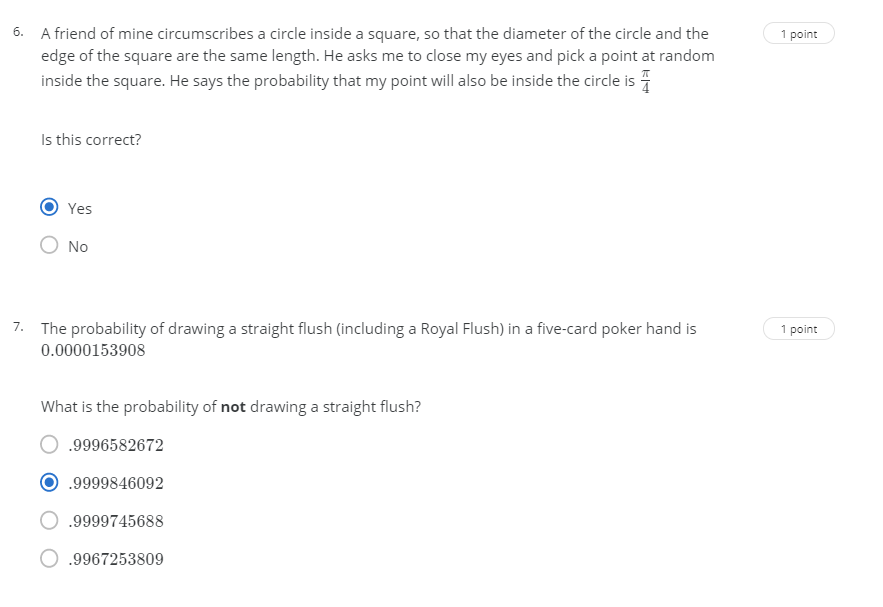 6. A friend of mine circumscribes a circle inside a square, so that the diameter of the circle and the 1 point
edge of the square are the same length. He asks me to close my eyes and pick a point at random
inside the square. He says the probability that my point will also be inside the circle is π/4
Is this correct?
Yes
No
7. The probability of drawing a straight flush (including a Royal Flush) in a five-card poker hand is 1 point
0.0000153908
What is the probability of not drawing a straight flush?
.9996582672
.9999846092
.9999745688
.9967253809